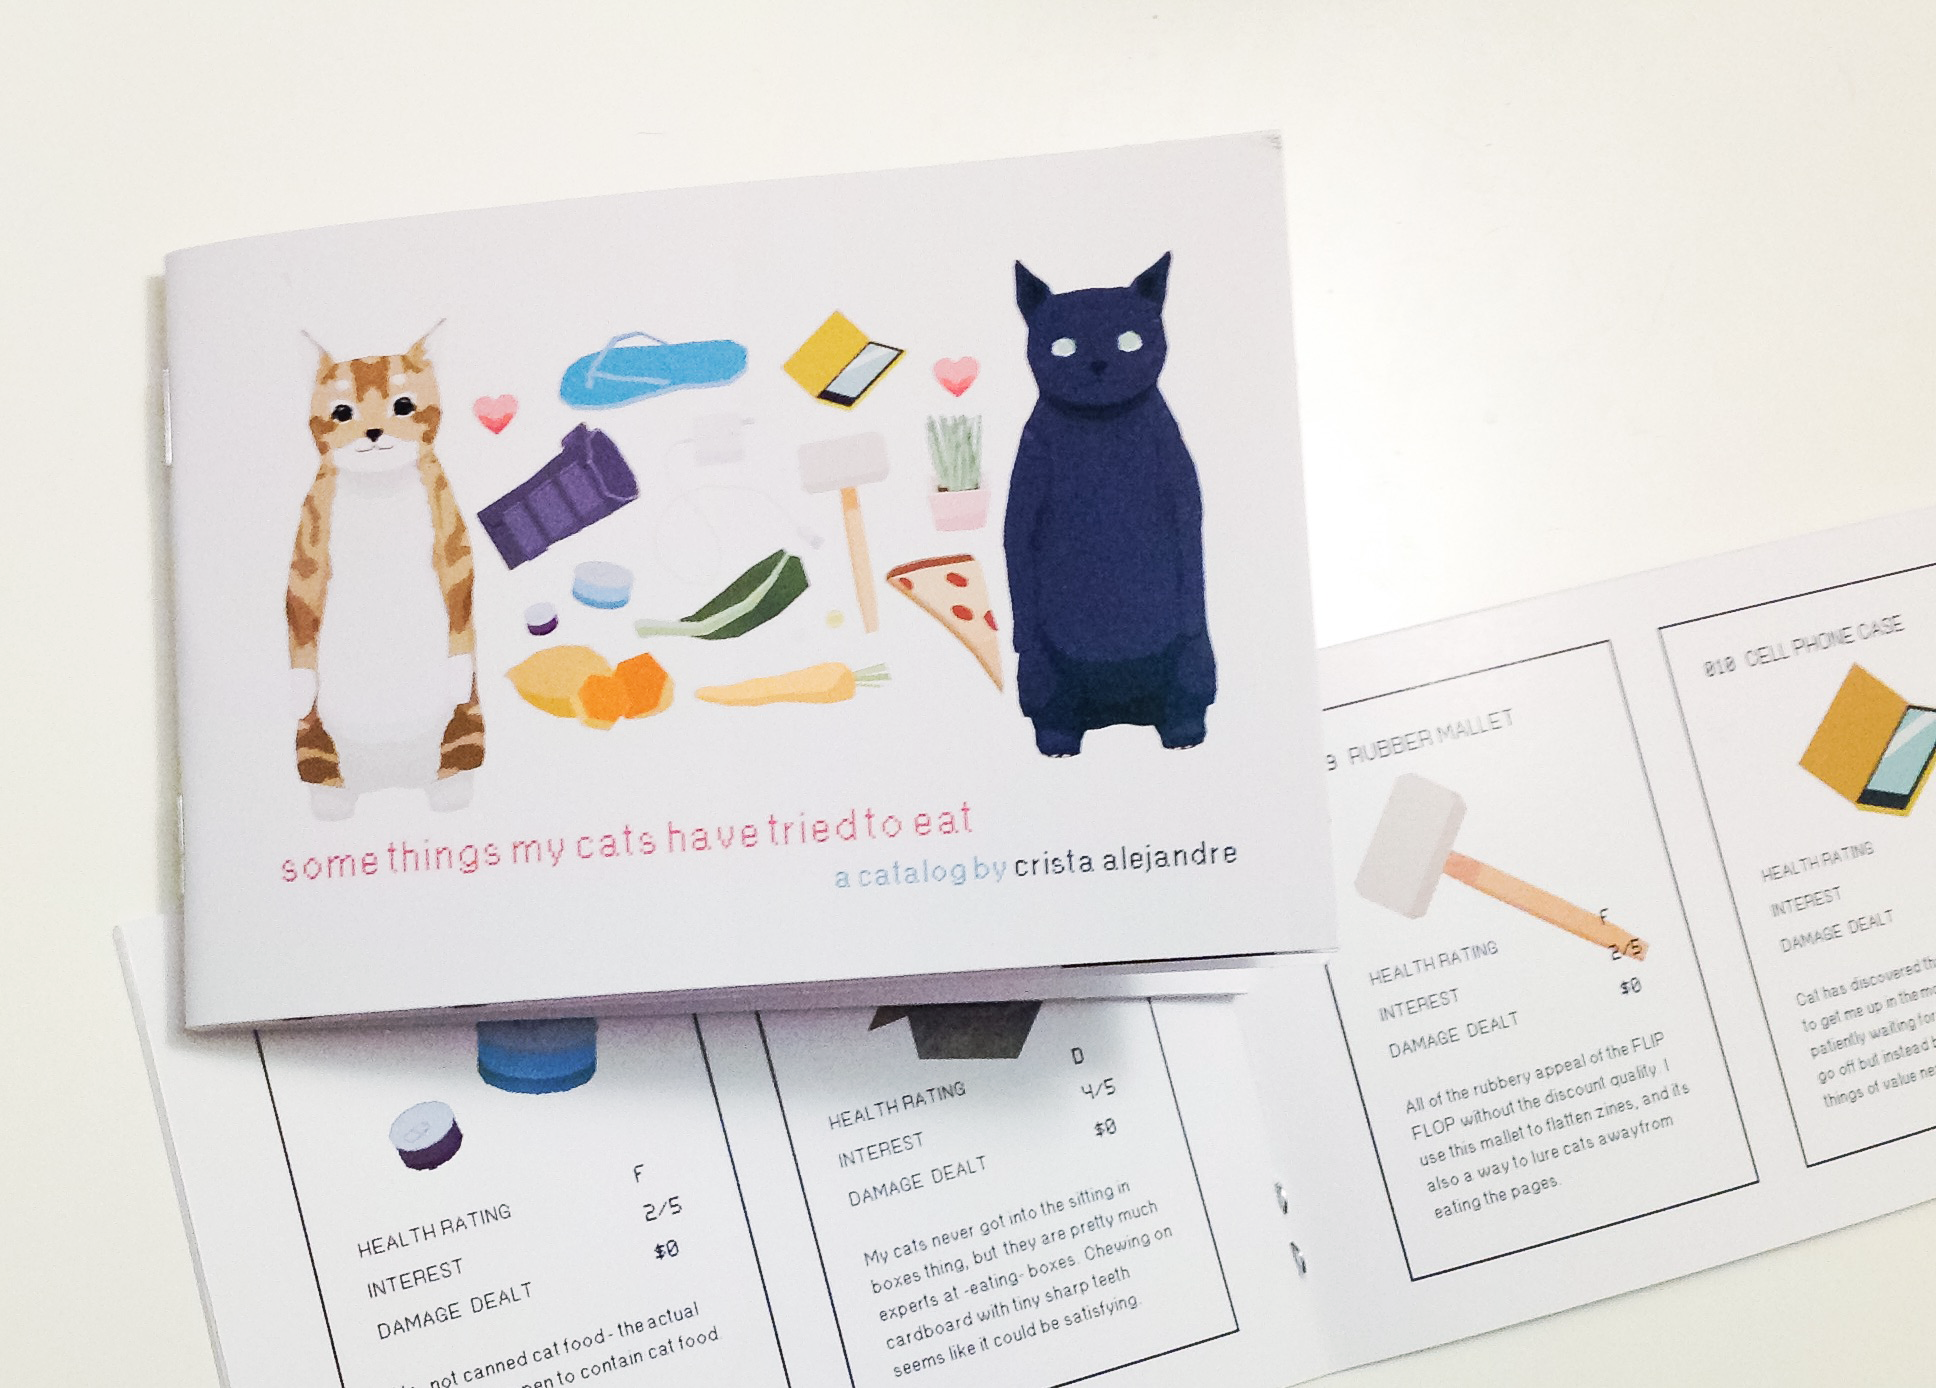 some things my cats have tried to eat
a catalog by crista alejandre
HEALTH RATING F
INTEREST 2/5
DAMAGE DEALT $0
not canned cat food - the actual
to contain cat food
HEALTH RATING D
INTEREST 4/5
DAMAGE DEALT $0
My cats never got into the sitting in
boxes thing, but they are pretty much
experts at -eating- boxes. Chewing on
cardboard with tiny sharp teeth
seems like it could be satisfying.
9 RUBBER MALLET
HEALTH RATING F
INTEREST 2/5
DAMAGE DEALT $0
All of the rubbery appeal of the FLIP
FLOP without the discount quality. I
use this mallet to flatten zines, and its
also a way to lure cats away from
eating the pages.
010 CELL PHONE CASE
HEALTH RATING
INTEREST
DAMAGE DEALT
Cat has discovered
to get me up in the
patiently waiting for
go off but instead
things of value